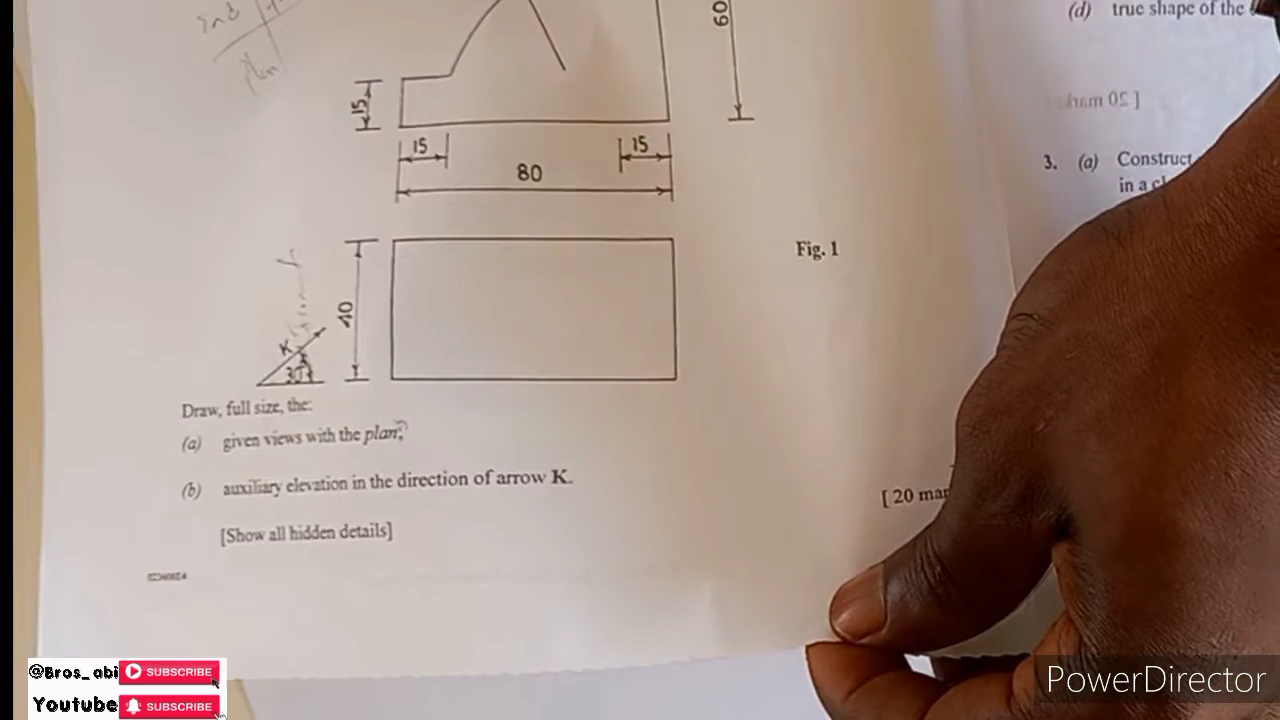 2nd
plan
60
15
15
15
80
40
K
30
Fig. 1
Draw, full size, the:
(a) given views with the plan;
(b) auxiliary elevation in the direction of arrow K.
[Show all hidden details]
[ 20 mar
(d) true shape of the
3. (a) Construct
in a
@Bros_abi SUBSCRIBE
Youtube SUBSCRIBE
PowerDirector